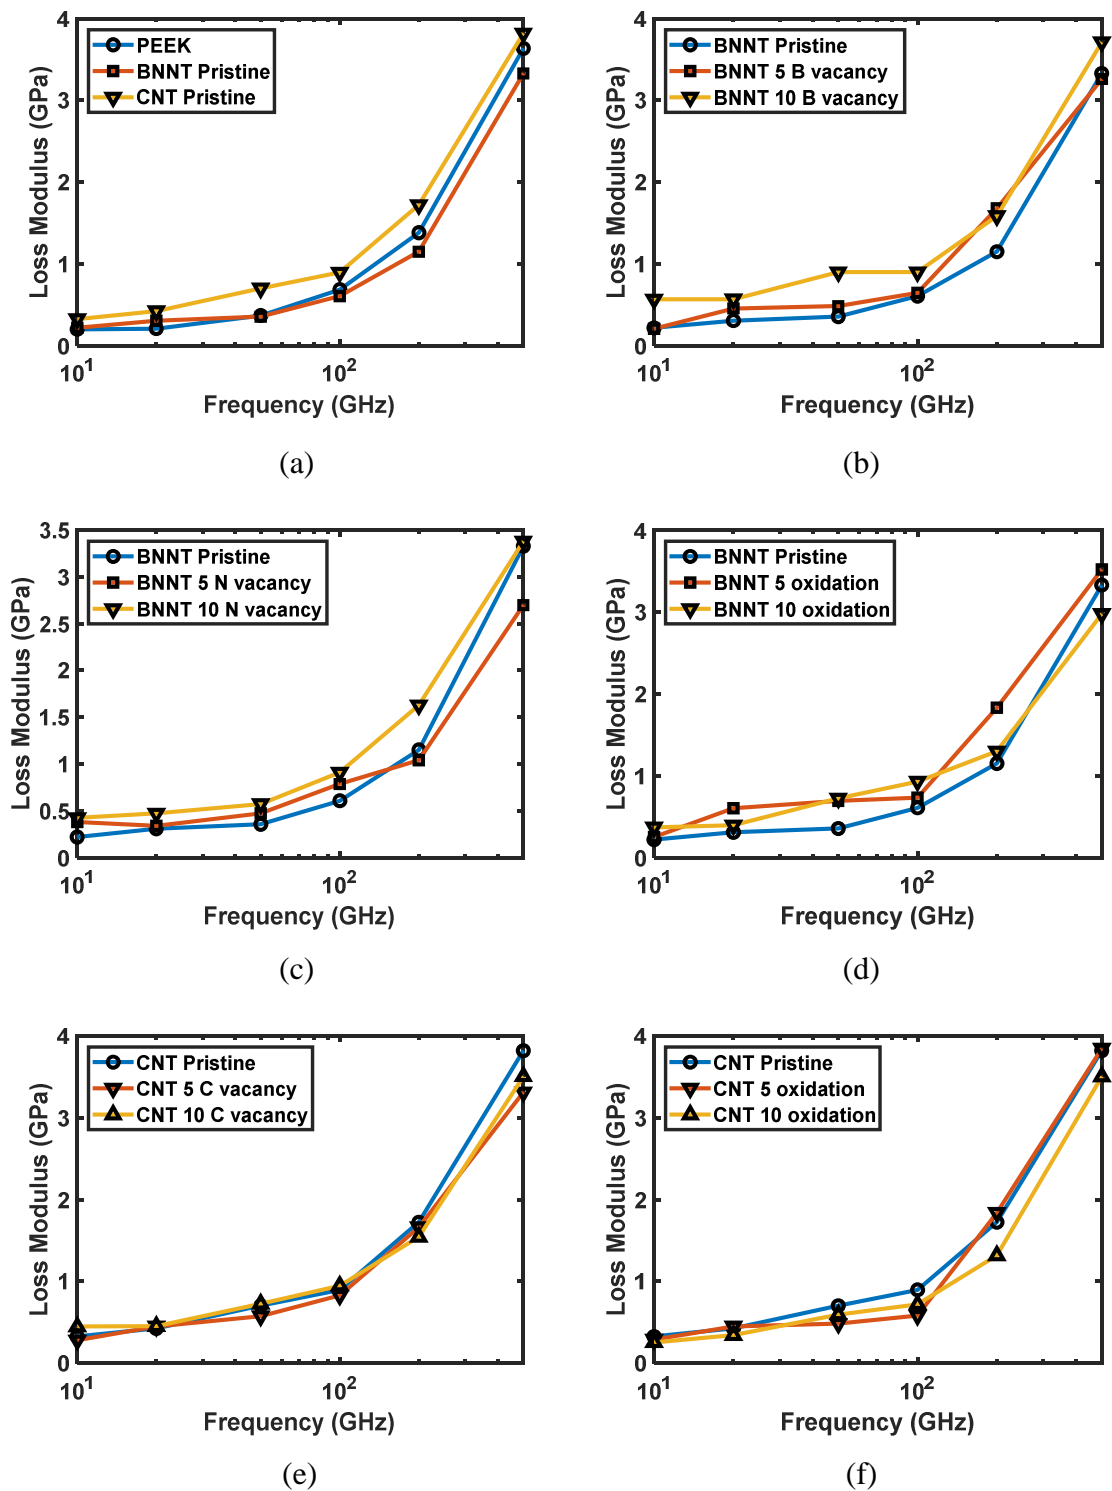 4
3
2
1
0
Loss Modulus (GPa)
PEEK
BNNT Pristine
CNT Pristine
10^1
10^2
Frequency (GHz)
(a)
4
3
2
1
0
Loss Modulus (GPa)
BNNT Pristine
BNNT 5 B vacancy
BNNT 10 B vacancy
10^1
10^2
Frequency (GHz)
(b)
3.5
3
2.5
2
1.5
1
0.5
0
Loss Modulus (GPa)
BNNT Pristine
BNNT 5 N vacancy
BNNT 10 N vacancy
10^1
10^2
Frequency (GHz)
(c)
4
3
2
1
0
Loss Modulus (GPa)
BNNT Pristine
BNNT 5 oxidation
BNNT 10 oxidation
10^1
10^2
Frequency (GHz)
(d)
4
3
2
1
0
Loss Modulus (GPa)
CNT Pristine
CNT 5 C vacancy
CNT 10 C vacancy
10^1
10^2
Frequency (GHz)
(e)
4
3
2
1
0
Loss Modulus (GPa)
CNT Pristine
CNT 5 oxidation
CNT 10 oxidation
10^1
10^2
Frequency (GHz)
(f)